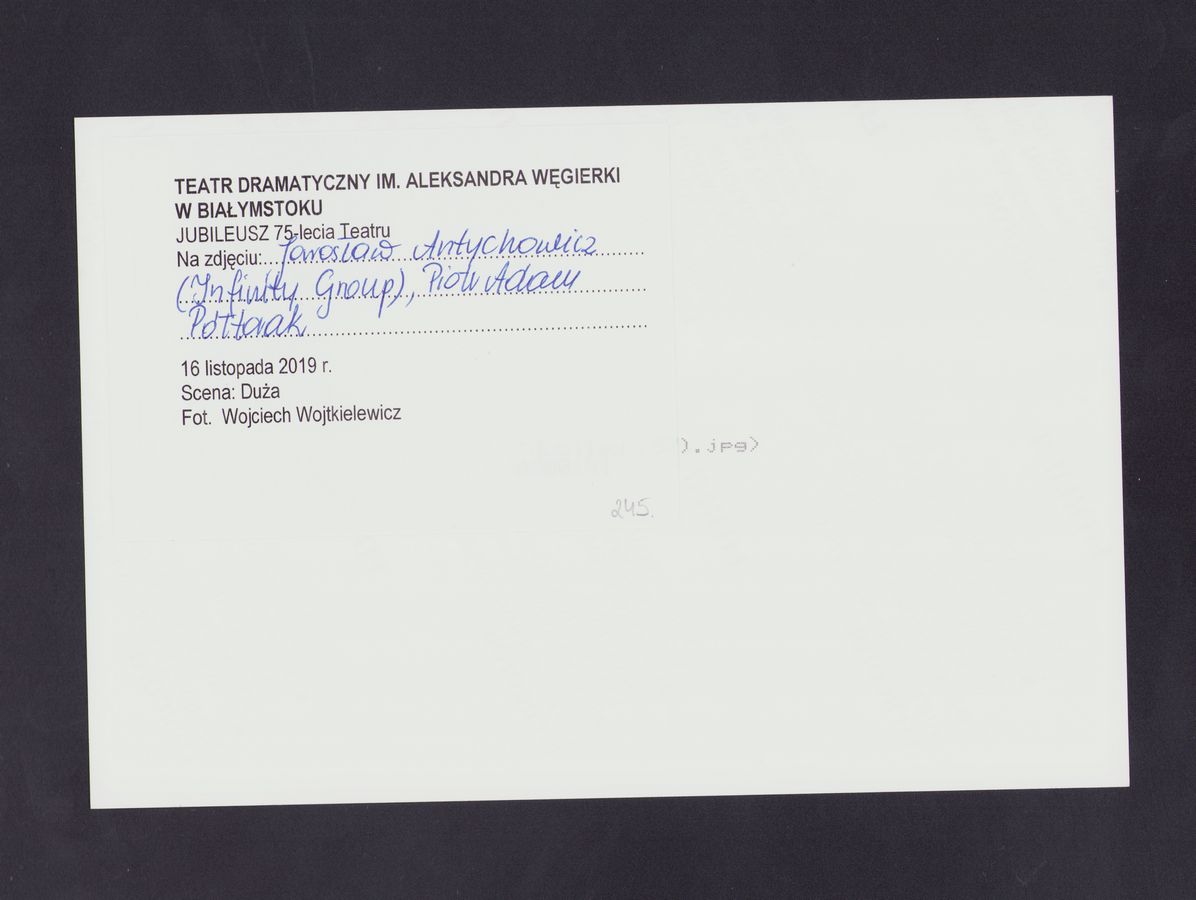 TEATR DRAMATYCZNY IM. ALEKSANDRA WĘGIERKI
W BIAŁYMSTOKU
JUBILEUSZ 75-lecia Teatru
Na zdjęciu: Jarosław Antychowicz
(Infinity Group), Piotr Adam
Półtorak
16 listopada 2019 r.
Scena: Duża
Fot. Wojciech Wojtkielewicz
).jpg)
245.